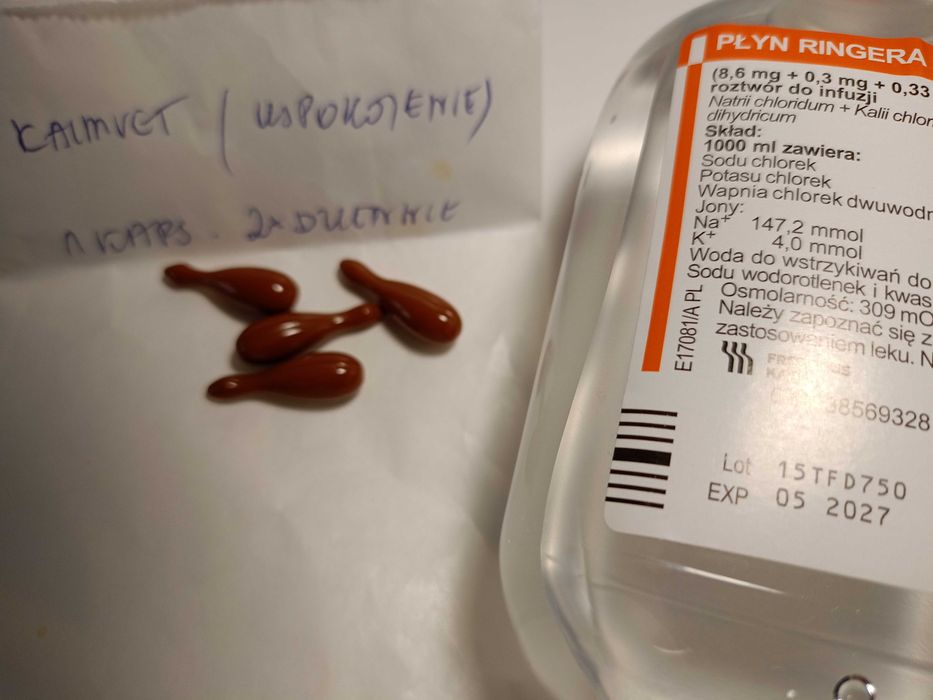 KALMVET (USPOKOJENIE)
1 KAPS. 2x DZIENNIE
PŁYN RINGERA
(8,6 mg + 0,3 mg + 0,33
roztwór do infuzji
Natrii chloridum + Kalii chlor
dihydricum
Skład:
1000 ml zawiera:
Sodu chlorek
Potasu chlorek
Wapnia chlorek dwuwodn
Jony:
Na⁺ 147,2 mmol
K⁺ 4,0 mmol
Woda do wstrzykiwań do
Sodu wodorotlenek i kwas
Osmolarność: 309 mO
Należy zapoznać się z
zastosowaniem leku. N
E17081/A PL
38569328
Lot 15TFD750
EXP 05 2027